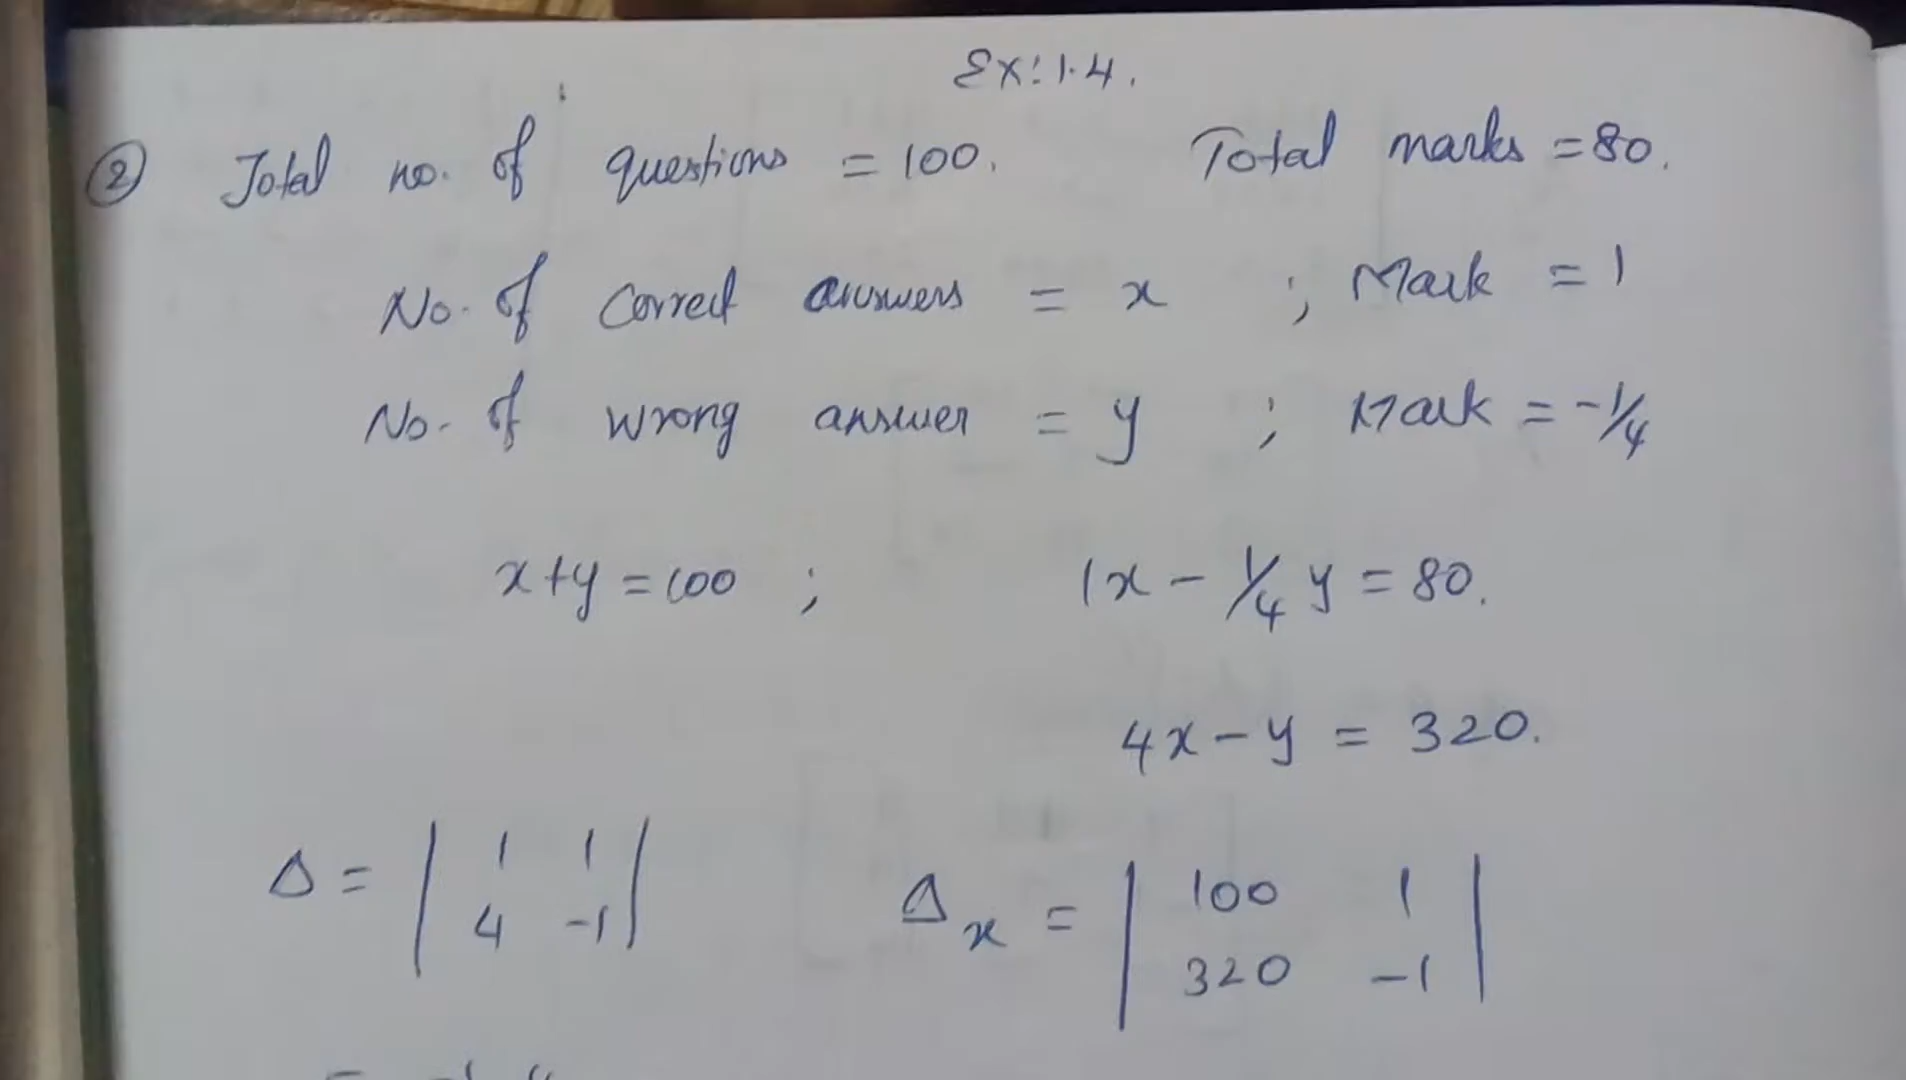 Ex: 1.4.
② Total no. of questions = 100. Total marks = 80.
No. of correct answers = x ; Mark = 1
No. of wrong answer = y ; Mark = -1/4
x+y = 100 ; 1x - 1/4 y = 80.
4x - y = 320.
Δ = | 1 1 | Δx = | 100 1 |
| 4 -1 | | 320 -1 |